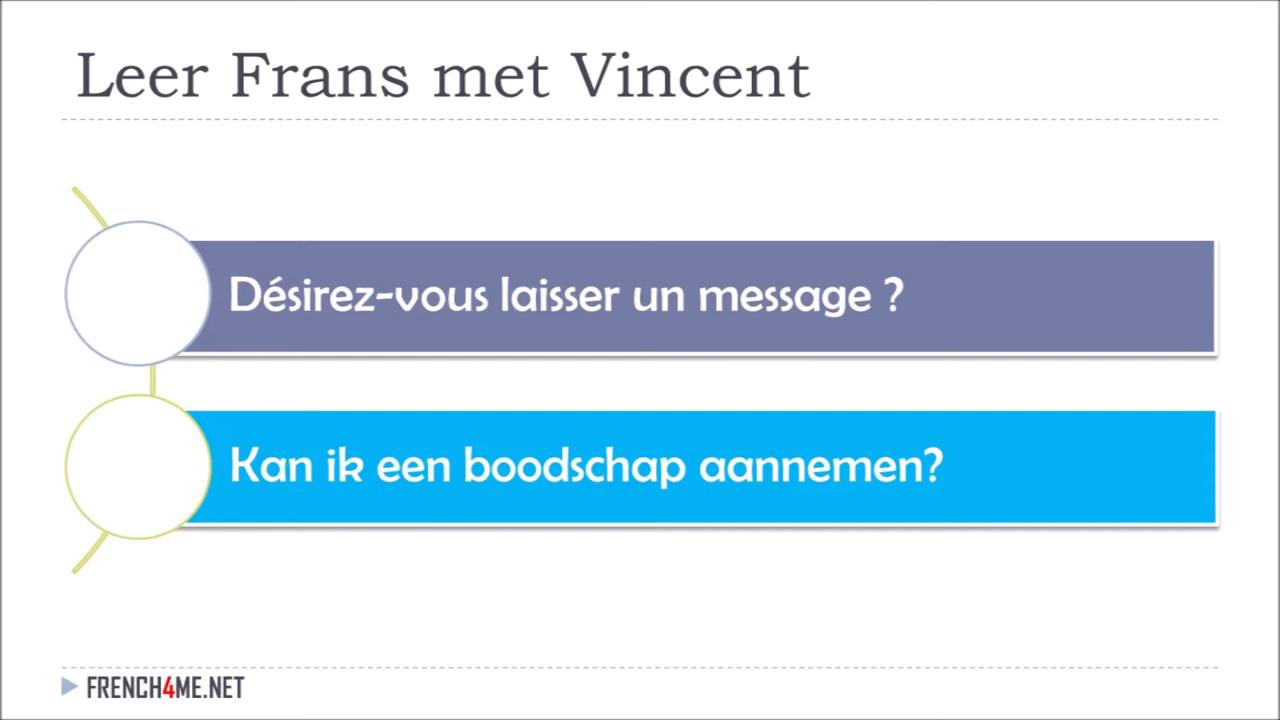 Leer Frans met Vincent
Désirez-vous laisser un message ?
Kan ik een boodschap aannemen?
FRENCH4ME.NET